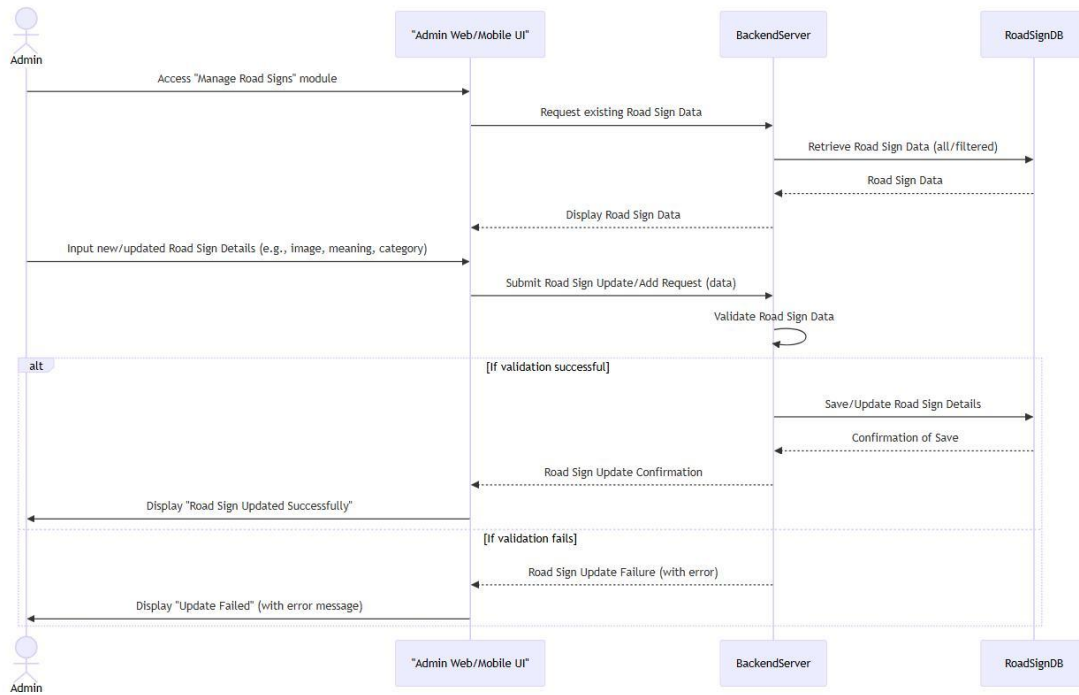 "Admin Web/Mobile UI"
BackendServer
RoadSignDB
Admin
Access "Manage Road Signs" module
Request existing Road Sign Data
Retrieve Road Sign Data (all/filtered)
Road Sign Data
Display Road Sign Data
Input new/updated Road Sign Details (e.g., image, meaning, category)
Submit Road Sign Update/Add Request (data)
Validate Road Sign Data
alt
[If validation successful]
Save/Update Road Sign Details
Confirmation of Save
Road Sign Update Confirmation
Display "Road Sign Updated Successfully"
[If validation fails]
Road Sign Update Failure (with error)
Display "Update Failed" (with error message)
"Admin Web/Mobile UI"
BackendServer
RoadSignDB
Admin